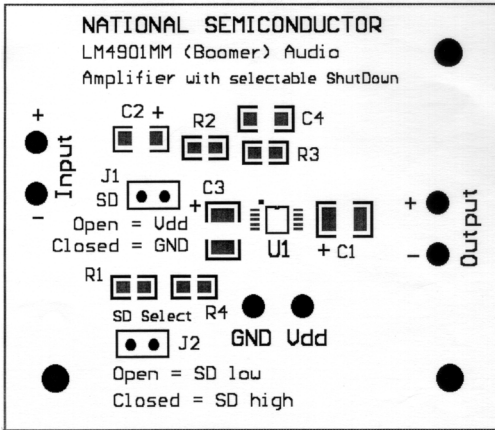 NATIONAL SEMICONDUCTOR
LM4901MM (Boomer) Audio
Amplifier with selectable ShutDown
+
C2 +
C4
R2
R3
Input
-
J1
SD
Open = Vdd
Closed = GND
C3
+
U1
+ C1
+
-
Output
R1
R4
SD Select
GND Vdd
J2
Open = SD low
Closed = SD high